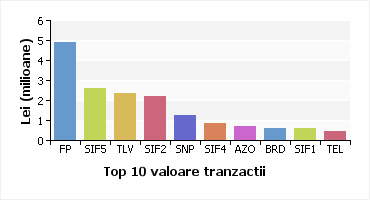 Lei (milioane)
6
5
4
3
2
1
0
FP SIF5 TLV SIF2 SNP SIF4 AZO BRD SIF1 TEL
Top 10 valoare tranzactii